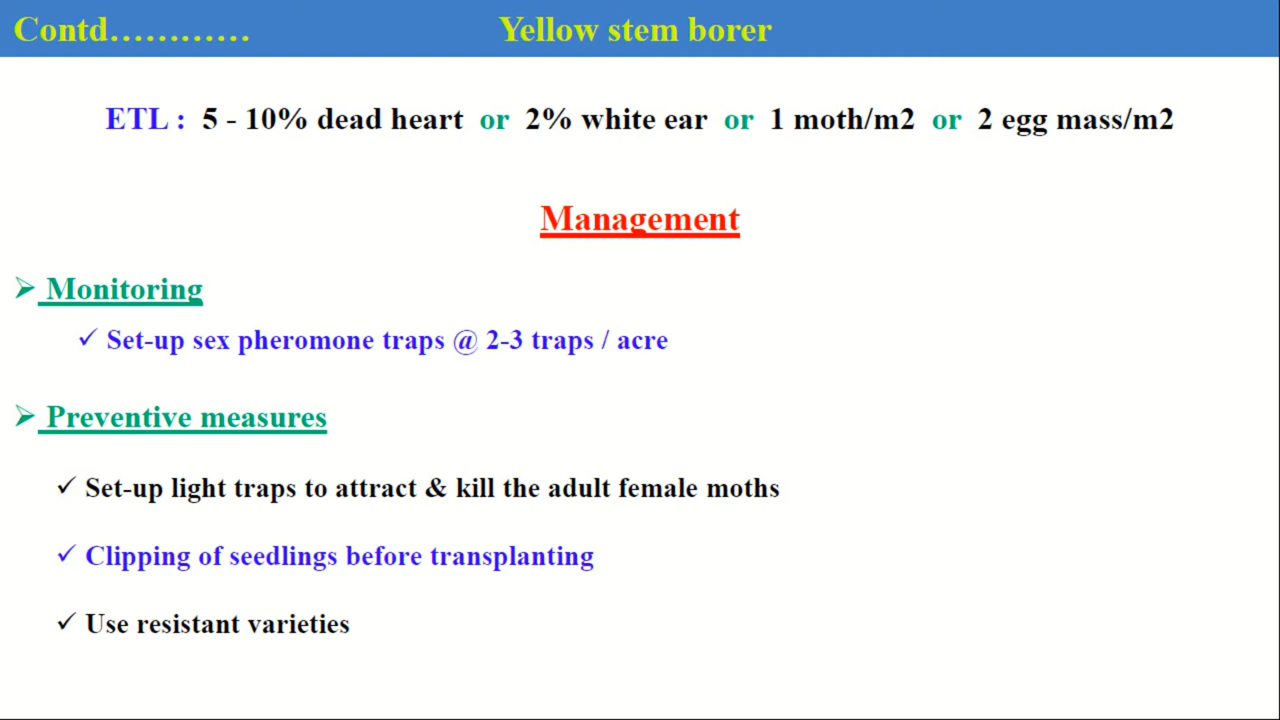 Contd………… Yellow stem borer
ETL : 5 - 10% dead heart or 2% white ear or 1 moth/m2 or 2 egg mass/m2
Management
➢ Monitoring
✓ Set-up sex pheromone traps @ 2-3 traps / acre
➢ Preventive measures
✓ Set-up light traps to attract & kill the adult female moths
✓ Clipping of seedlings before transplanting
✓ Use resistant varieties